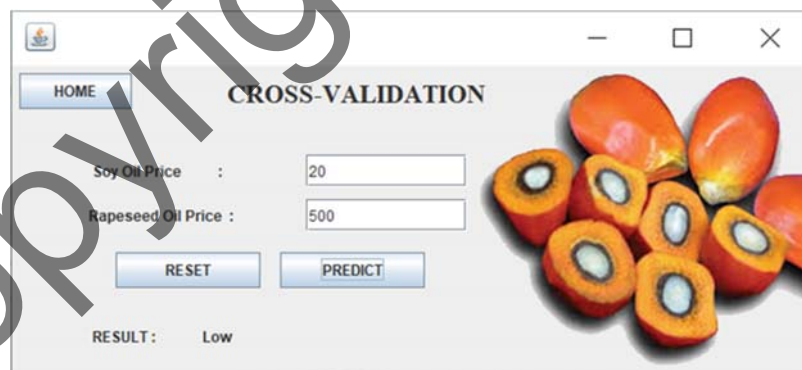 HOME
CROSS-VALIDATION
Soy Oil Price : 20
Rapeseed Oil Price : 500
RESET PREDICT
RESULT : Low